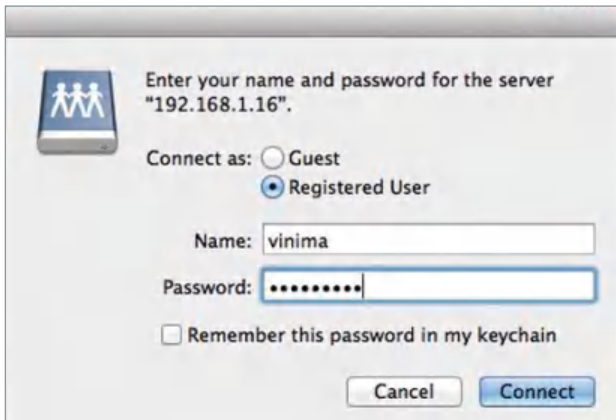 Enter your name and password for the server
"192.168.1.16".
Connect as: Guest
Registered User
Name: vinima
Password: •••••••••
Remember this password in my keychain
Cancel Connect